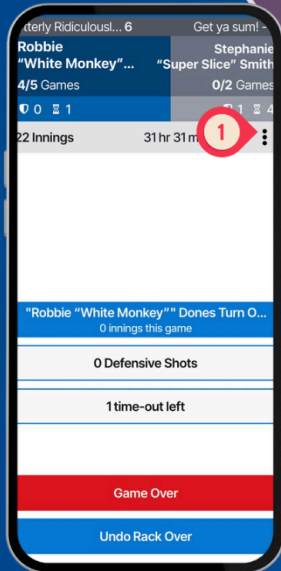 tterly Ridiculousl... 6 Get ya sum! -
Robbie
"White Monkey"...
Stephanie
"Super Slice" Smith
4/5 Games 0/2 Games
0 1 1 4
22 Innings 31 hr 31 m
1
"Robbie "White Monkey"" Dones Turn O...
0 innings this game
0 Defensive Shots
1 time-out left
Game Over
Undo Rack Over